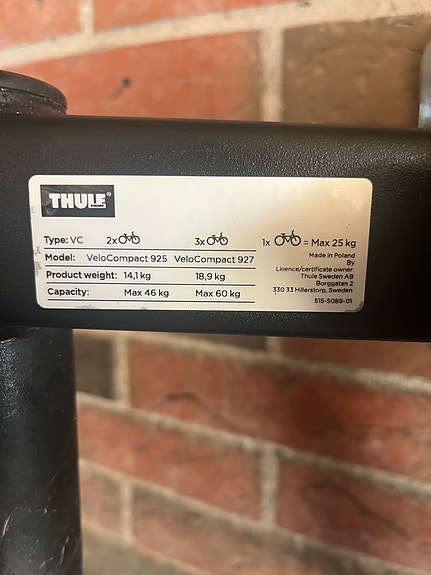 THULE®
Type: VC 2x 3x 1x = Max 25 kg
Model: VeloCompact 925 VeloCompact 927
Product weight: 14,1 kg 18,9 kg
Capacity: Max 46 kg Max 60 kg
Made in Poland
By
Licence/certificate owner:
Thule Sweden AB
Borggatan 2
330 33 Hillerstorp, Sweden
515-5089-01